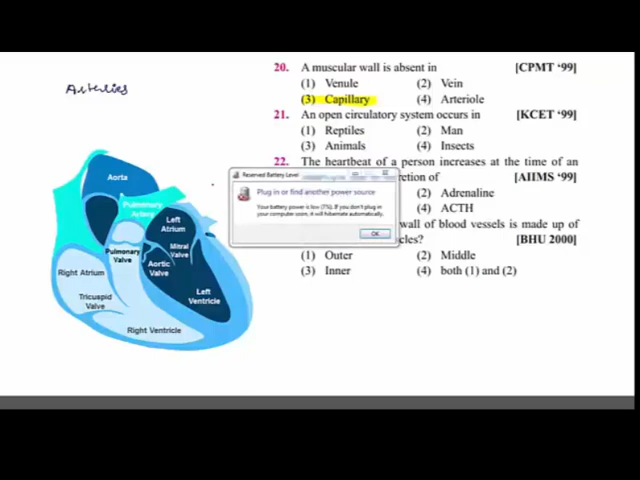 Arteries
Aorta
Pulmonary
Artery
Left
Atrium
Mitral
Valve
Pulmonary
Valve
Aortic
Valve
Right Atrium
Tricuspid
Valve
Left
Ventricle
Right Ventricle
20. A muscular wall is absent in [CPMT ‘99]
(1) Venule (2) Vein
(3) Capillary (4) Arteriole
21. An open circulatory system occurs in [KCET ‘99]
(1) Reptiles (2) Man
(3) Animals (4) Insects
22. The heartbeat of a person increases at the time of an
retion of [AIIMS ‘99]
(2) Adrenaline
(4) ACTH
wall of blood vessels is made up of
cles? [BHU 2000]
(1) Outer (2) Middle
(3) Inner (4) both (1) and (2)
Reserved Battery Level
Plug in or find another power source
Your battery power is low (7%). If you don't plug in
your computer soon, it will hibernate automatically.
OK